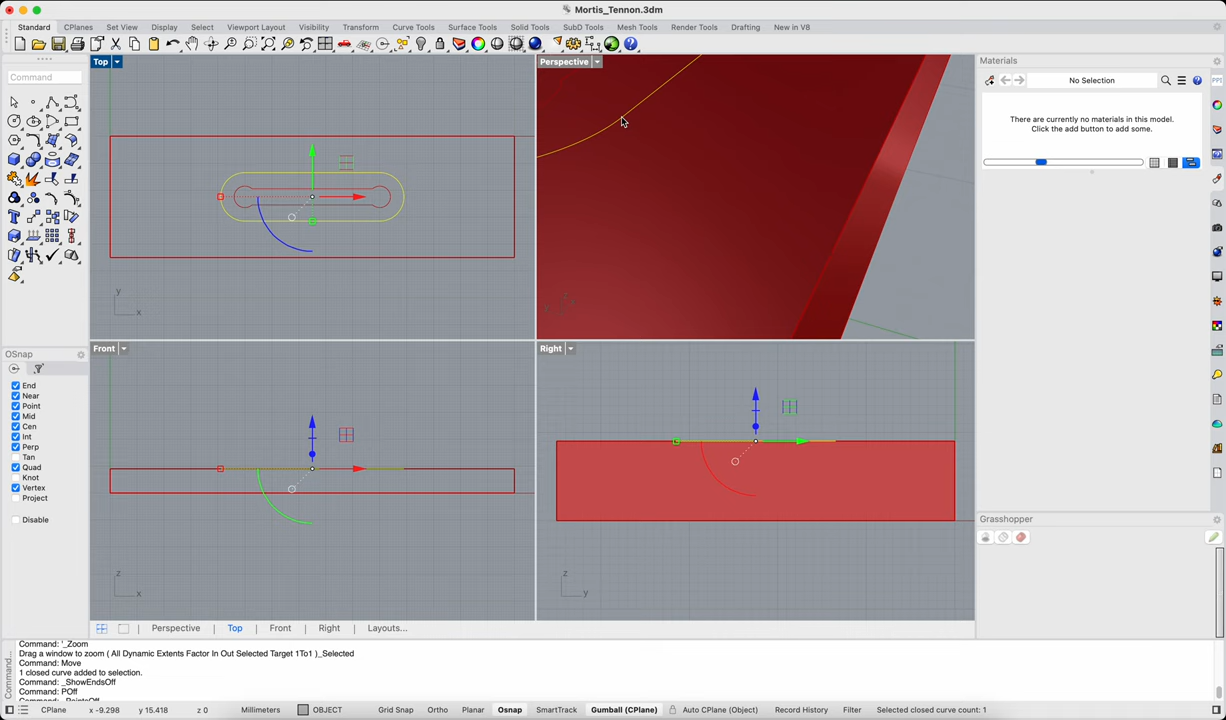 Mortis_Tennon.3dm
Standard CPlanes Set View Display Select Viewport Layout Visibility Transform Curve Tools Surface Tools Solid Tools SubD Tools Mesh Tools Render Tools Drafting New in V8
Command
Top
Perspective
Front
Right
y
x
z
x
z
y
OSnap
End
Near
Point
Mid
Cen
Int
Perp
Tan
Quad
Knot
Vertex
Project
Disable
Materials
No Selection
There are currently no materials in this model.
Click the add button to add some.
Grasshopper
Perspective Top Front Right Layouts...
Command...
Command: '_Zoom
Drag a window to zoom ( All Dynamic Extents Factor In Out Selected Target 1To1 )_Selected
Command: Move
1 closed curve added to selection.
Command: _ShowEndsOff
Command: POff
Command: _PointsOff
CPlane x -9.298 y 15.418 z 0 Millimeters OBJECT Grid Snap Ortho Planar Osnap SmartTrack Gumball (CPlane) Auto CPlane (Object) Record History Filter Selected closed curve count: 1